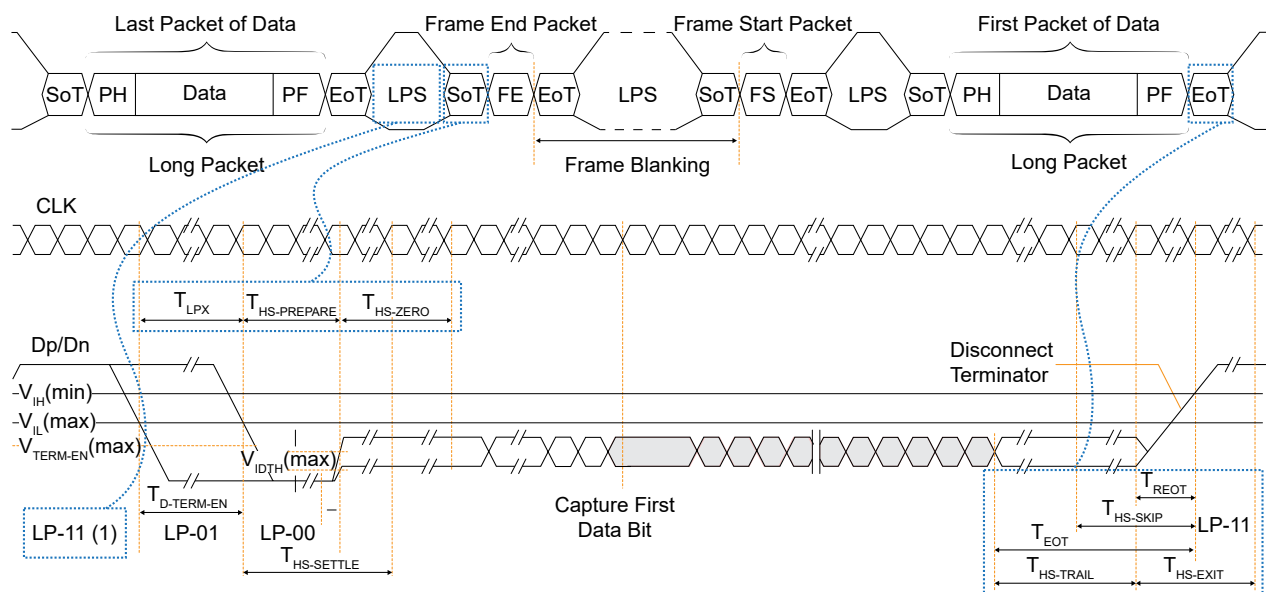 Last Packet of Data
Frame End Packet
Frame Start Packet
First Packet of Data
SoT PH Data PF EoT LPS SoT FE EoT LPS SoT FS EoT LPS SoT PH Data PF EoT
Long Packet
Frame Blanking
Long Packet
CLK
TLPX
THS-PREPARE
THS-ZERO
Dp/Dn
Disconnect
Terminator
VIH(min)
VIL(max)
VTERM-EN(max)
VIDTH(max)
TD-TERM-EN
Capture First
Data Bit
TREOT
THS-SKIP
LP-11 (1)
LP-01
LP-00
LP-11
TEOT
THS-SETTLE
THS-TRAIL
THS-EXIT